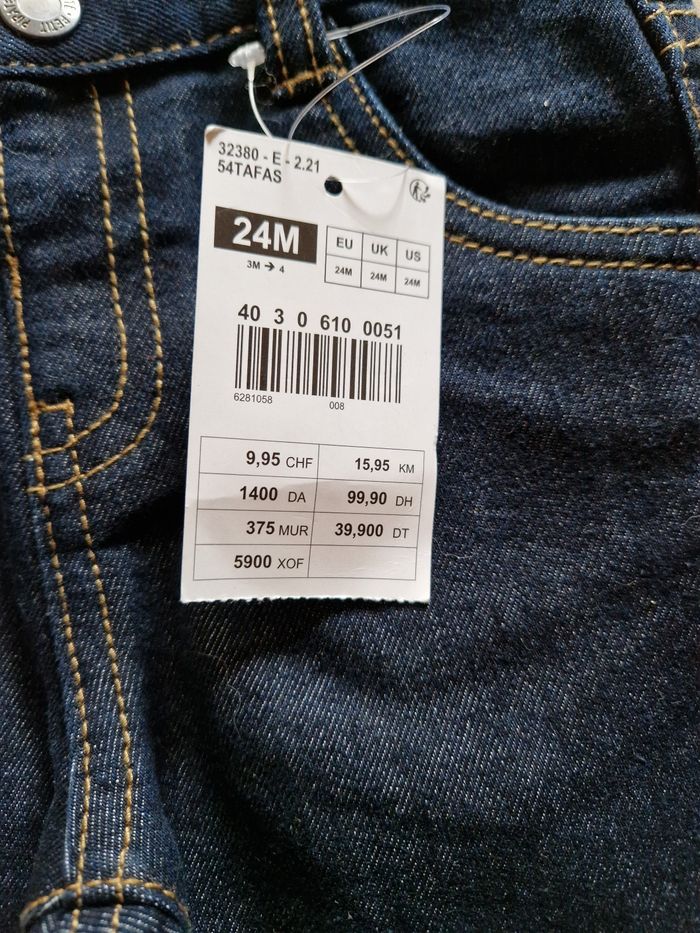 PETIT
32380 - E - 2.21
54TAFAS
24M
3M → 4
EU UK US
24M 24M 24M
40 3 0 610 0051
6281058 008
9,95 CHF 15,95 KM
1400 DA 99,90 DH
375 MUR 39,900 DT
5900 XOF